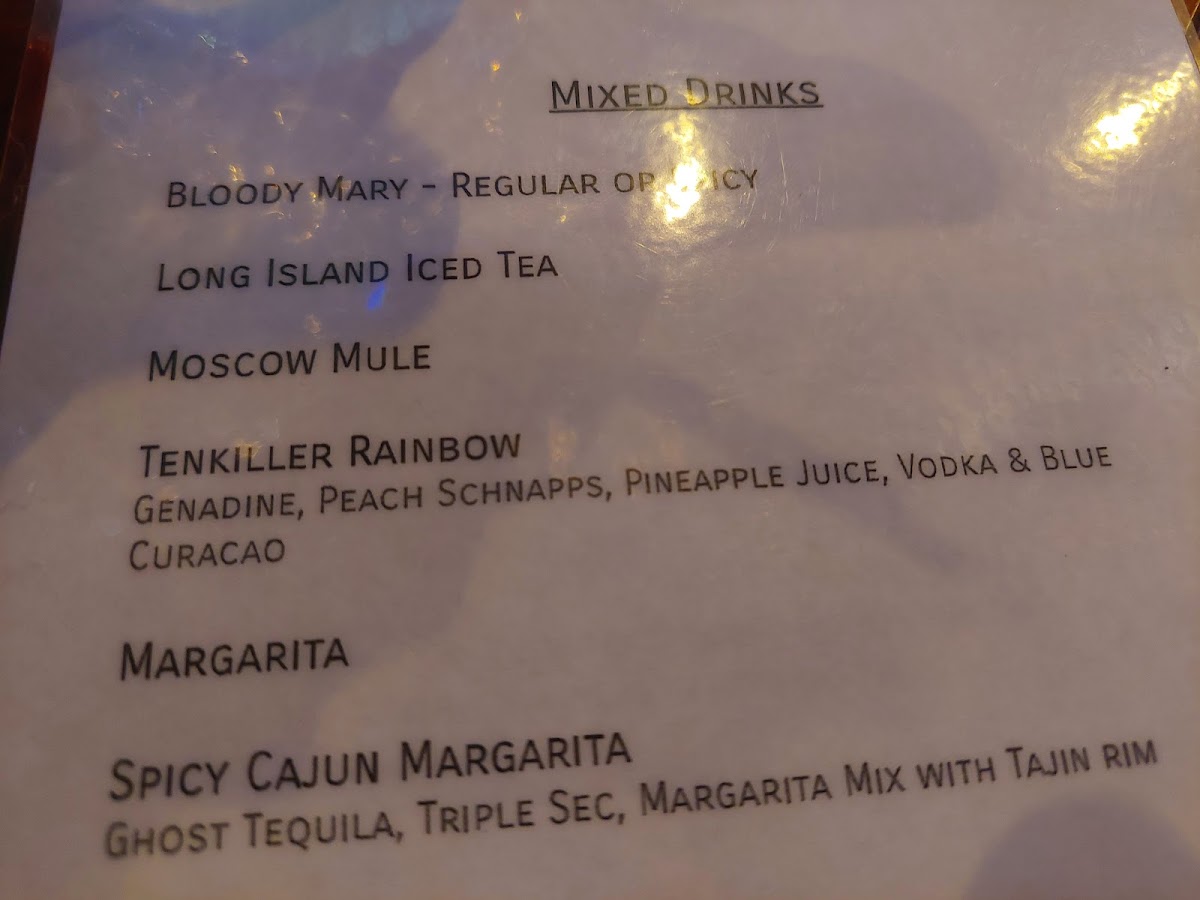 MIXED DRINKS
BLOODY MARY - REGULAR OR SPICY
LONG ISLAND ICED TEA
MOSCOW MULE
TENKILLER RAINBOW
GENADINE, PEACH SCHNAPPS, PINEAPPLE JUICE, VODKA & BLUE
CURACAO
MARGARITA
SPICY CAJUN MARGARITA
GHOST TEQUILA, TRIPLE SEC, MARGARITA MIX WITH TAJIN RIM